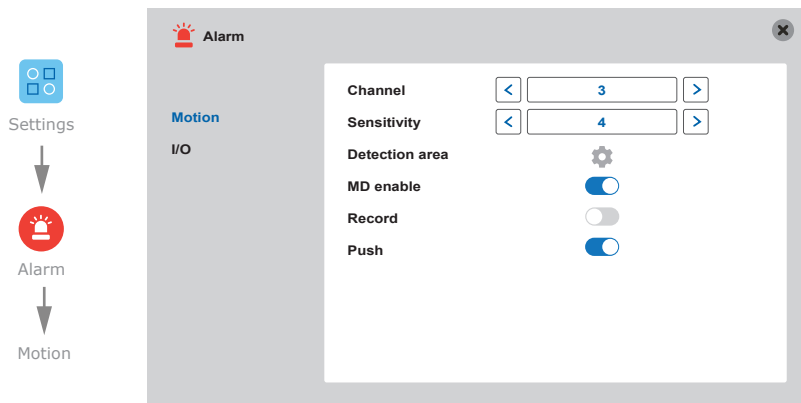 Settings
Alarm
Motion
Alarm
Motion
I/O
Channel 3
Sensitivity 4
Detection area
MD enable
Record
Push